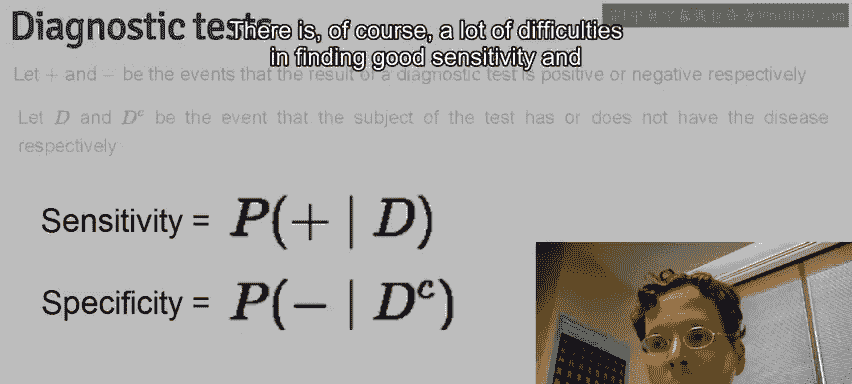 Diagnostic tests
There is, of course, a lot of difficulties
in finding good sensitivity and
Let + and − be the events that the result of a diagnostic test is positive or negative respectively
Let D and Dᶜ be the event that the subject of the test has or does not have the disease
respectively
Sensitivity = P(+ | D)
Specificity = P(− | Dᶜ)